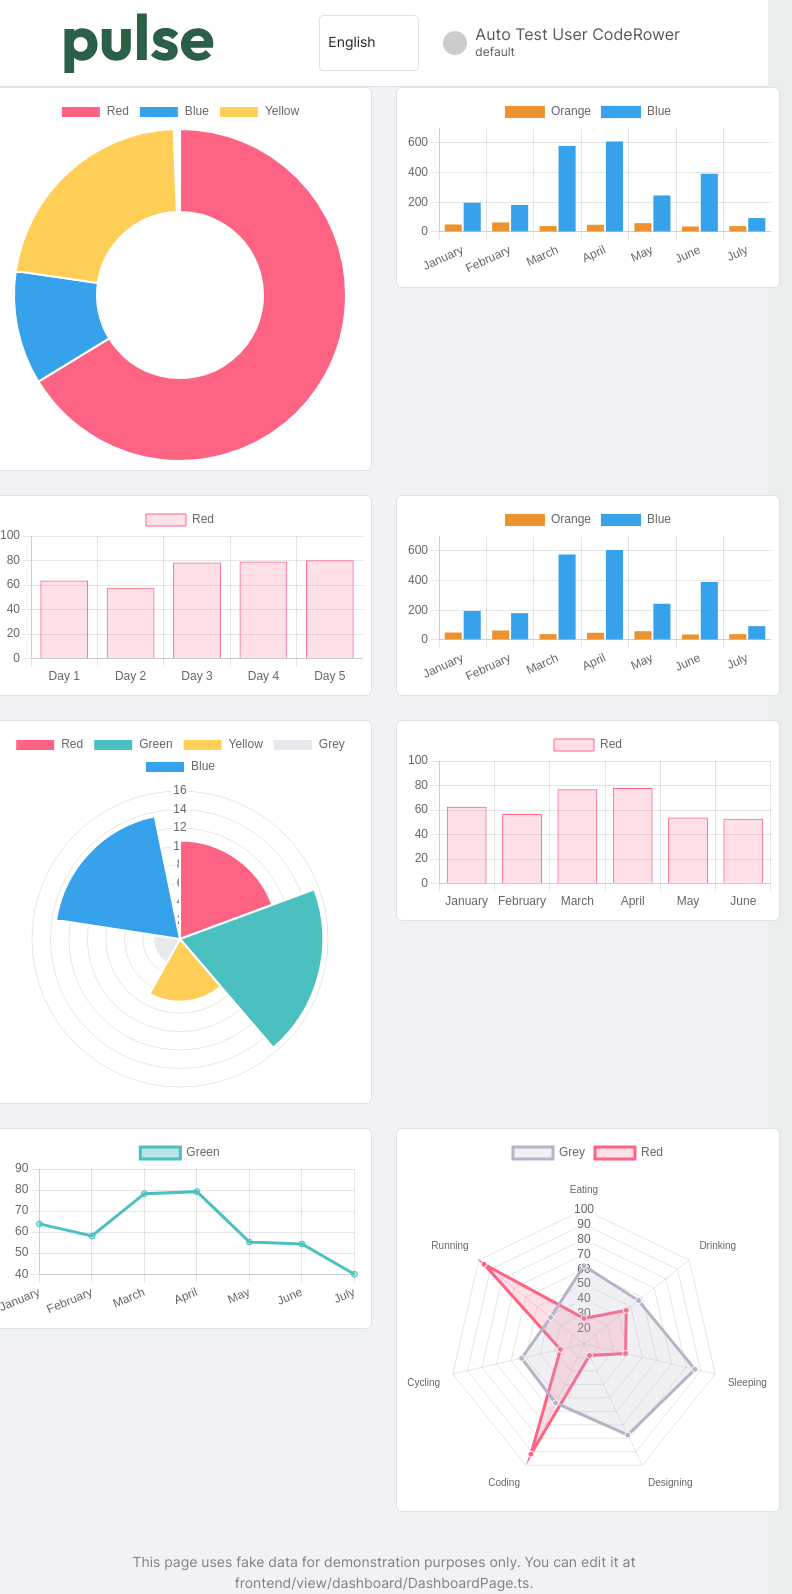 pulse
English
Auto Test User CodeRower
default
Red Blue Yellow
Orange Blue
600
400
200
0
January February March April May June July
Red
100
80
60
40
20
0
Day 1 Day 2 Day 3 Day 4 Day 5
Orange Blue
600
400
200
0
January February March April May June July
Red Green Yellow Grey
Blue
16
14
12
Red
100
80
60
40
20
0
January February March April May June
Green
90
80
70
60
50
40
January February March April May June July
Grey Red
Eating
Drinking
Sleeping
Designing
Coding
Cycling
Running
100
90
80
70
60
50
40
30
20
This page uses fake data for demonstration purposes only. You can edit it at
frontend/view/dashboard/DashboardPage.ts.